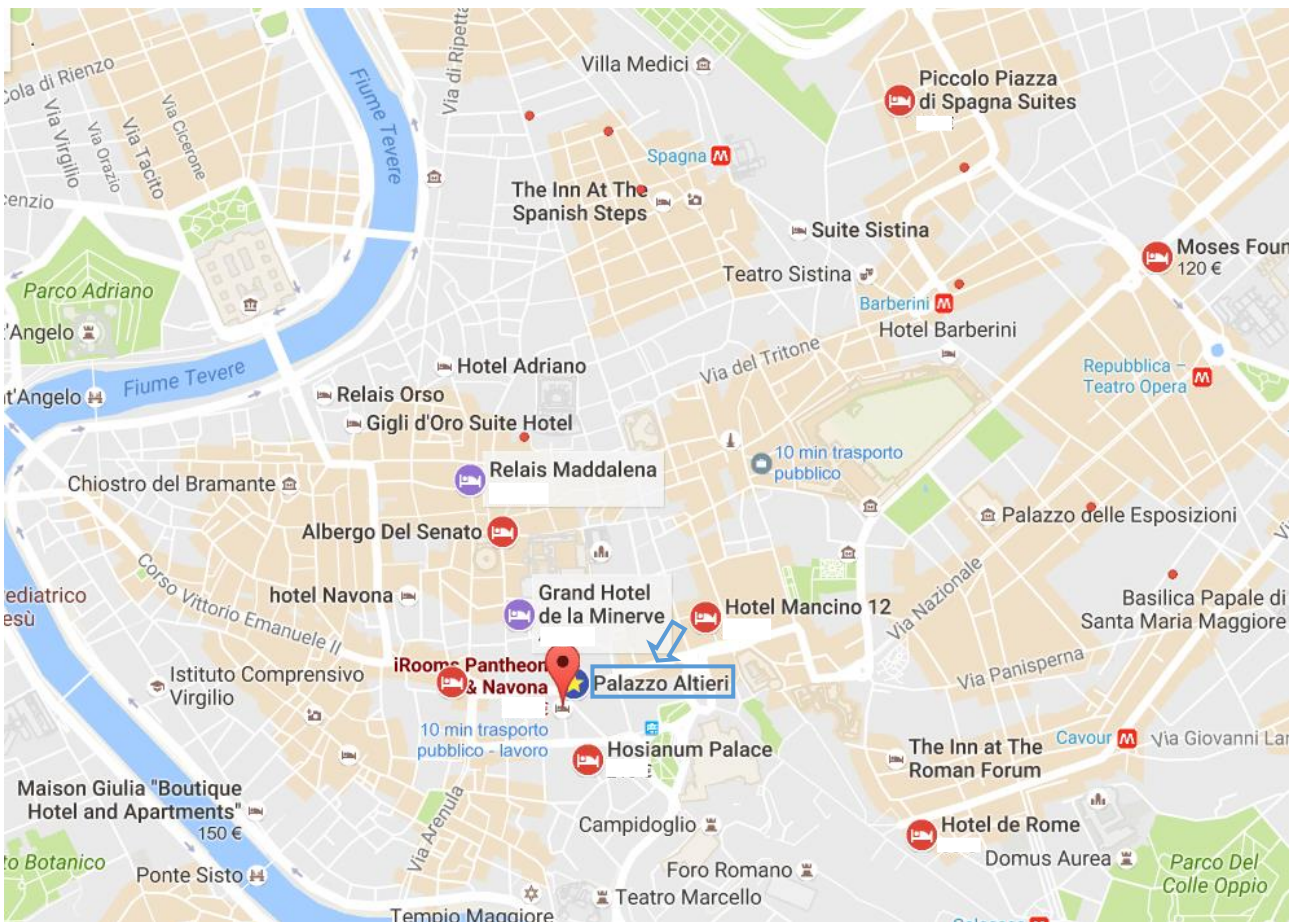 Villa Medici
Piccolo Piazza
di Spagna Suites
Via di Ripetta
ola di Rienzo
Via Virgilio
Via Orazio
Via Tacito
Via Cicerone
Fiume Tevere
Spagna
The Inn At The
Spanish Steps
cenzio
Suite Sistina
Moses Foun
120 €
Teatro Sistina
Parco Adriano
Barberini
Hotel Barberini
t'Angelo
Via del Tritone
Hotel Adriano
Repubblica –
Teatro Opera
Fiume Tevere
nt'Angelo
Relais Orso
Gigli d'Oro Suite Hotel
10 min trasporto
pubblico
Relais Maddalena
Chiostro del Bramante
Palazzo delle Esposizioni
Albergo Del Senato
Corso Vittorio Emanuele II
ediatrico
esù
hotel Navona
Grand Hotel
de la Minerve
Hotel Mancino 12
Via Nazionale
Basilica Papale di
Santa Maria Maggiore
Istituto Comprensivo
Virgilio
iRooms Pantheon
& Navona
Palazzo Altieri
Via Panisperna
10 min trasporto
pubblico - lavoro
Hosianum Palace
The Inn at The
Roman Forum
Cavour
Via Giovanni Lan
Maison Giulia "Boutique
Hotel and Apartments"
150 €
Via Arenula
Campidoglio
Hotel de Rome
Domus Aurea
Parco Del
Colle Oppio
to Botanico
Ponte Sisto
Foro Romano
Teatro Marcello
Tempio Maggiore